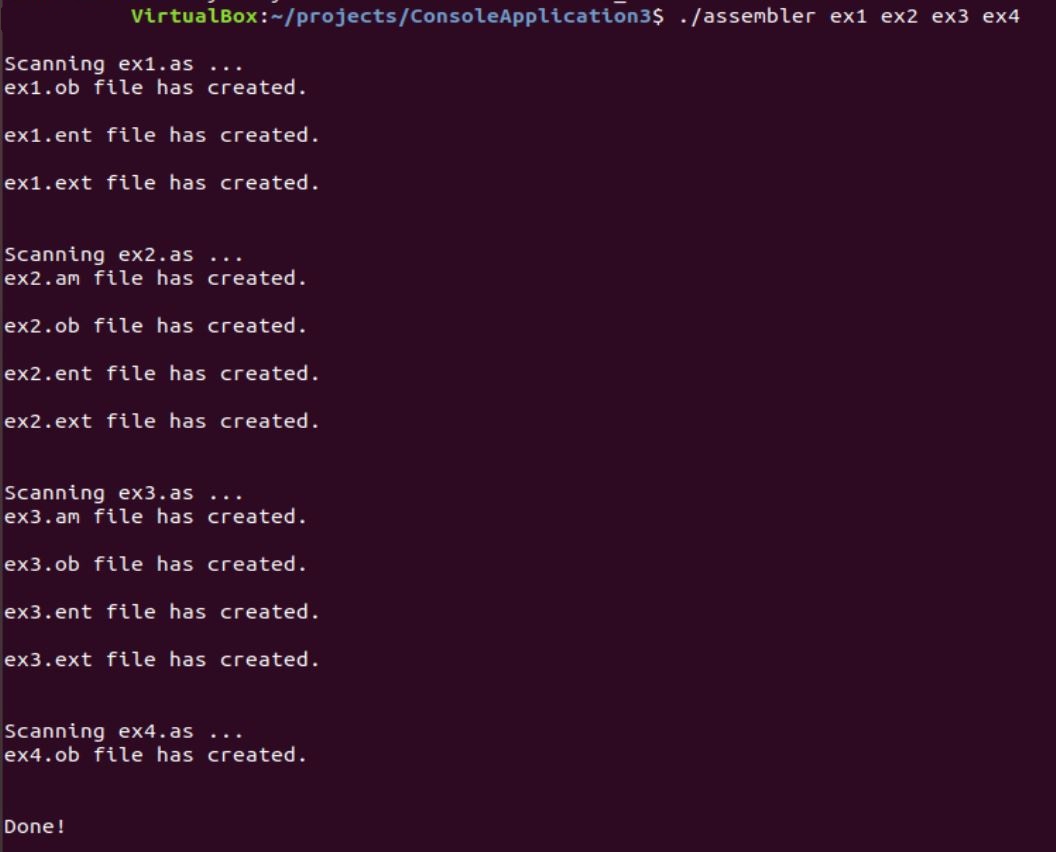 VirtualBox:~/projects/ConsoleApplication3$ ./assembler ex1 ex2 ex3 ex4
Scanning ex1.as ...
ex1.ob file has created.
ex1.ent file has created.
ex1.ext file has created.
Scanning ex2.as ...
ex2.am file has created.
ex2.ob file has created.
ex2.ent file has created.
ex2.ext file has created.
Scanning ex3.as ...
ex3.am file has created.
ex3.ob file has created.
ex3.ent file has created.
ex3.ext file has created.
Scanning ex4.as ...
ex4.ob file has created.
Done!